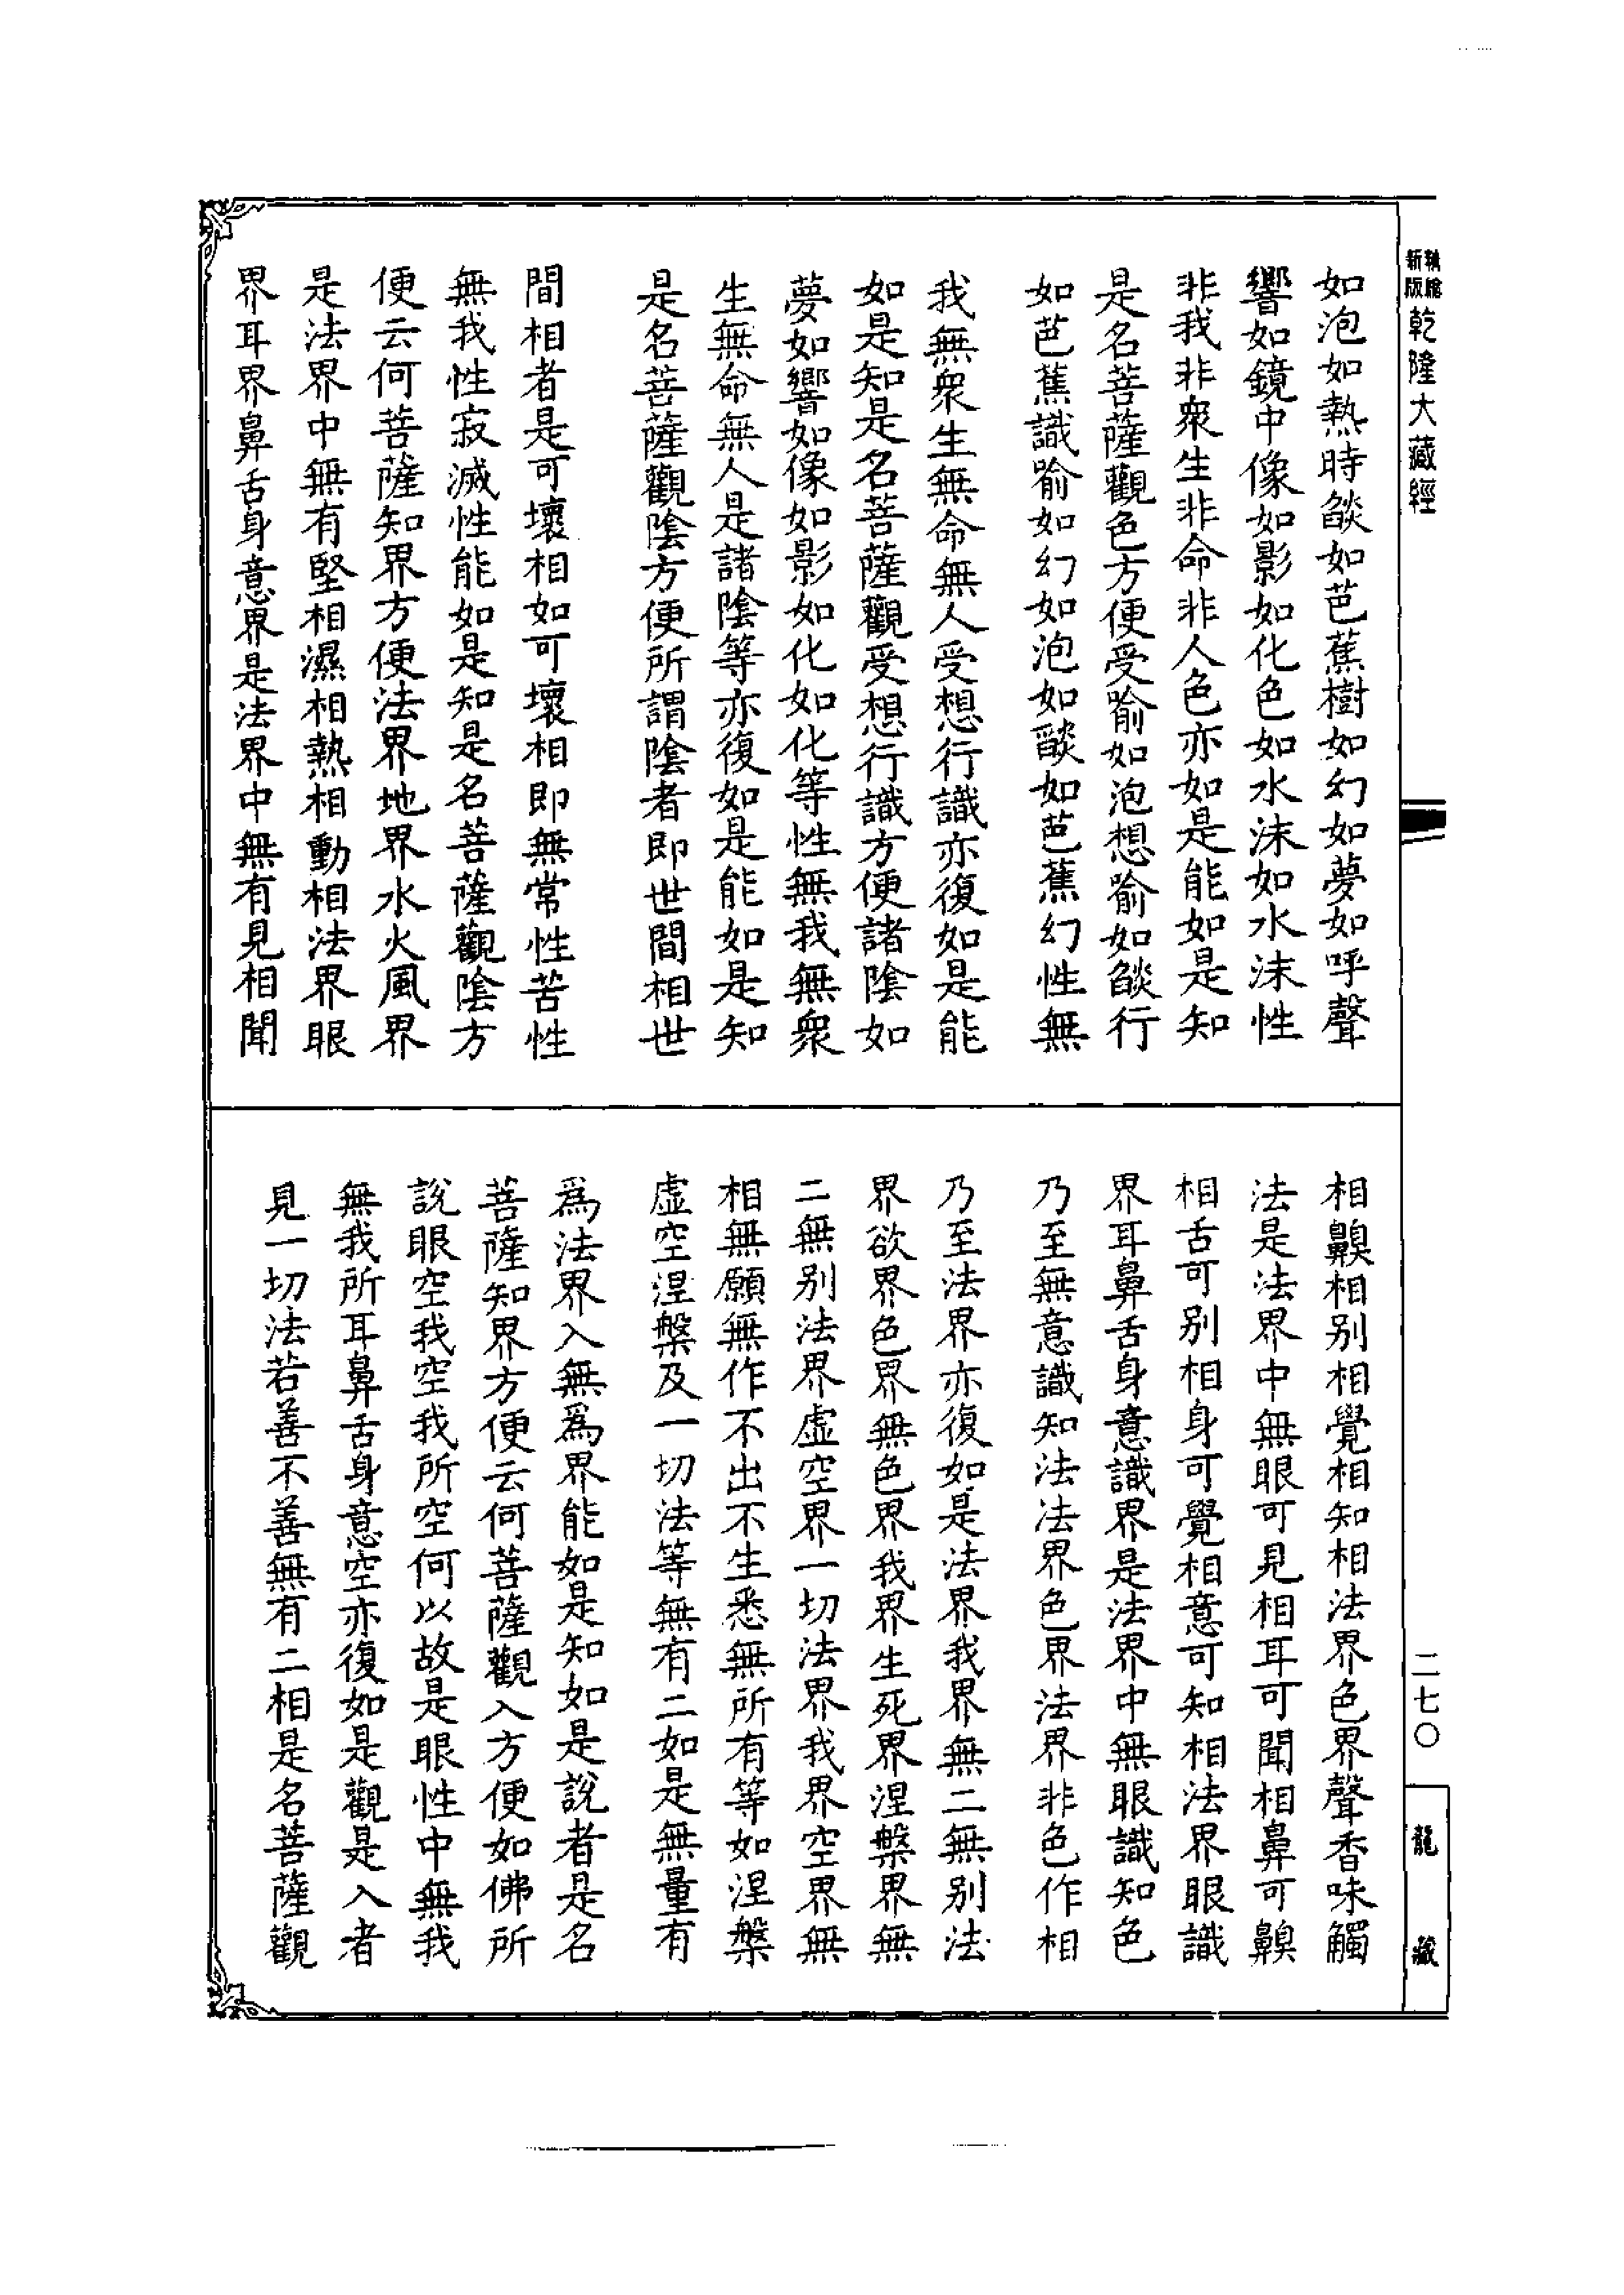 新版
乾隆大藏經
如泡如熱時燄如芭蕉樹如幻如夢如呼聲
響如鏡中像如影如化色如水沫如水沫性
非我非衆生非命非人色亦如是能如是知
是名菩薩觀色方便受喻如泡想喻如燄行
如芭蕉識喻如幻如泡如燄如芭蕉幻性無
我無衆生無命無人受想行識亦復如是能
如是知是名菩薩觀受想行識方便諸陰如
夢如響如像如影如化如化等性無我無衆
生無命無人是諸陰等亦復如是能如是知
是名菩薩觀陰方便所謂陰者即世間相世
間相者是可壞相如可壞相即無常性苦性
無我性寂滅性能如是知是名菩薩觀陰方
便云何菩薩知界方便法界地界水火風界
是法界中無有堅相濕相熱相動相法界眼
界耳界鼻舌身意界是法界中無有見相聞
相齅相別相覺相知相法界色界聲香味觸
法是法界中無眼可見相耳可聞相鼻可齅
相舌可別相身可覺相意可知相法界眼識
界耳鼻舌身意識界是法界中無眼識知色
乃至無意識知法法界色界法界非色作相
乃至法界亦復如是法界我界無二無別法
界欲界色界無色界我界生死界涅槃界無
二無別法界虛空界一切法界我界空界無
相無願無作不出不生悉無所有等如涅槃
虛空涅槃及一切法等無有二如是無量有
爲法界入無爲界能如是知如是說者是名
菩薩知界方便云何菩薩觀入方便如佛所
說眼空我空我所空何以故是眼性中無我
無我所耳鼻舌身意空亦復如是觀是入者
見一切法若善不善無有二相是名菩薩觀
二七〇
龍藏